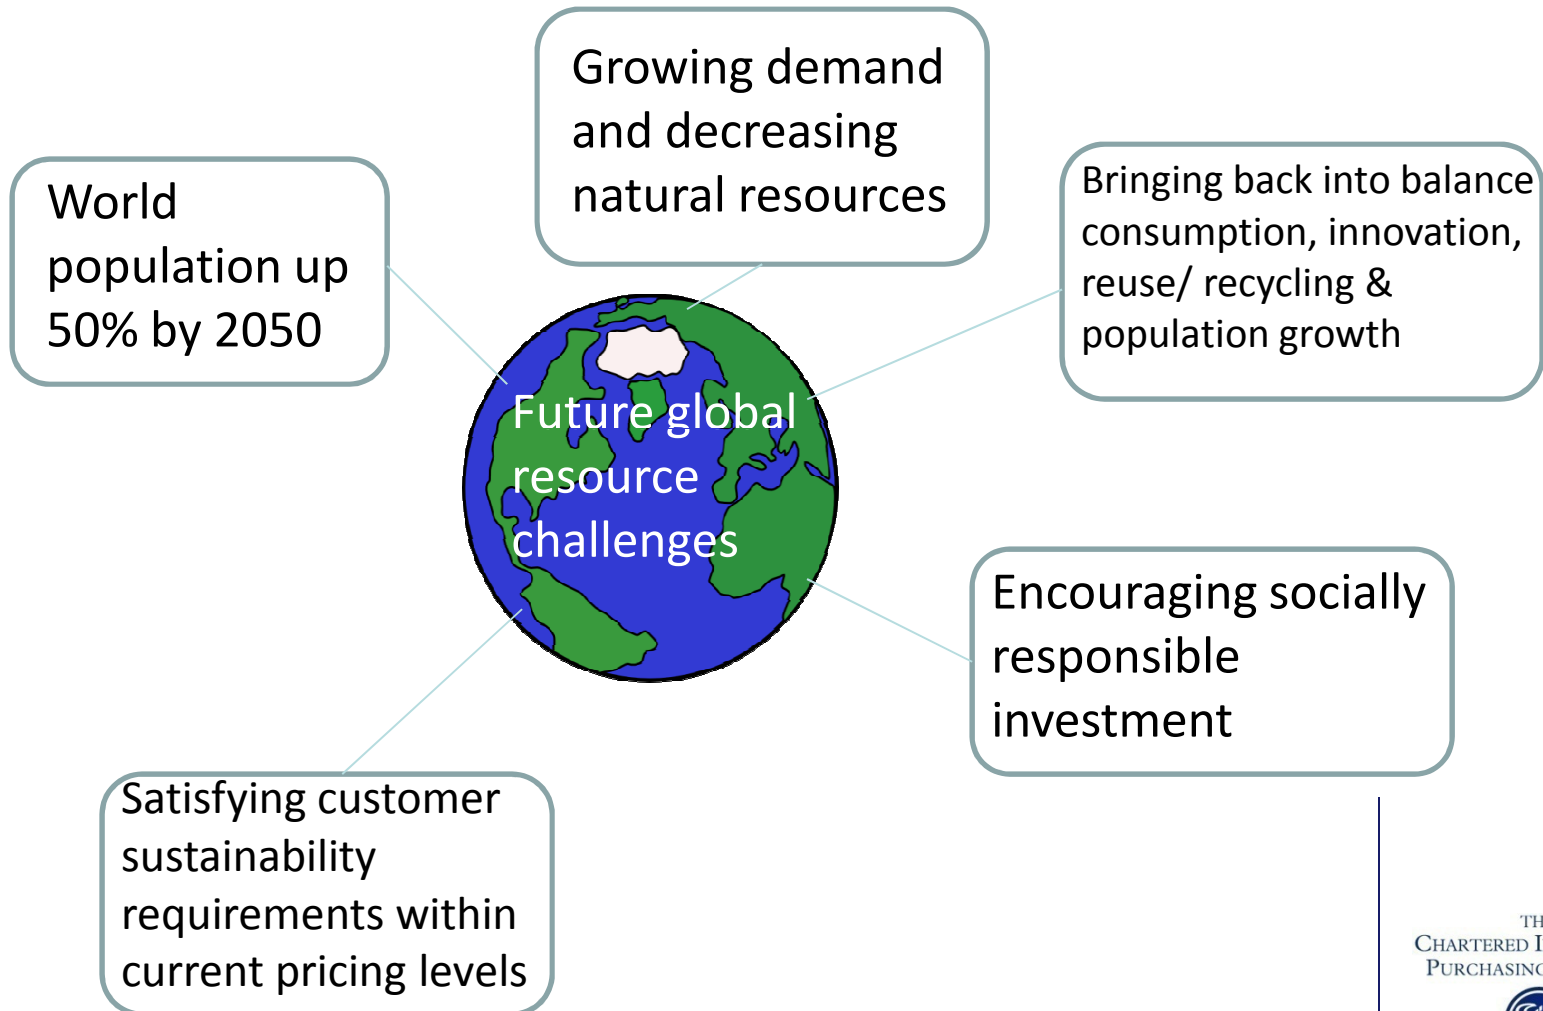 Growing demand
and decreasing
natural resources
World
population up
50% by 2050
Bringing back into balance
consumption, innovation,
reuse/ recycling &
population growth
Future global
resource
challenges
Encouraging socially
responsible
investment
Satisfying customer
sustainability
requirements within
current pricing levels
CHARTERED
PURCHASING